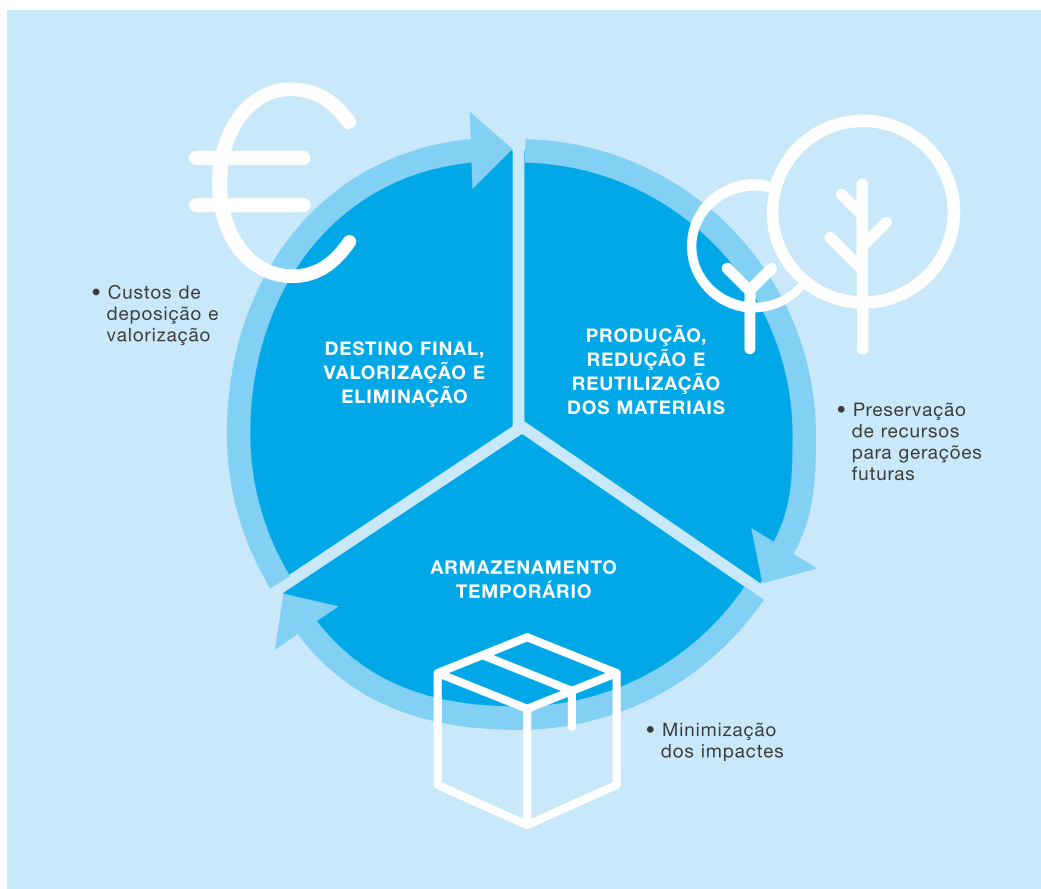 • Custos de
deposição e
valorização
DESTINO FINAL,
VALORIZAÇÃO E
ELIMINAÇÃO
PRODUÇÃO,
REDUÇÃO E
REUTILIZAÇÃO
DOS MATERIAIS
• Preservação
de recursos
para gerações
futuras
ARMAZENAMENTO
TEMPORÁRIO
• Minimização
dos impactes